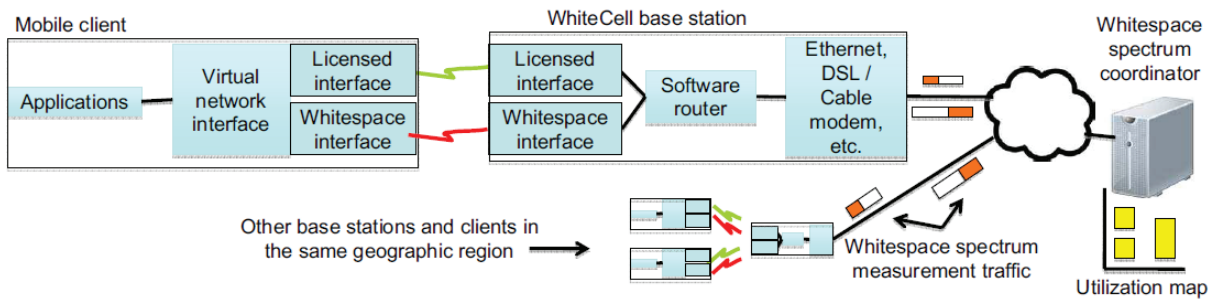 Mobile client
Applications
Virtual
network
interface
Licensed
interface
Whitespace
interface
WhiteCell base station
Licensed
interface
Whitespace
interface
Software
router
Ethernet,
DSL /
Cable
modem,
etc.
Whitespace
spectrum
coordinator
Other base stations and clients in
the same geographic region
Whitespace spectrum
measurement traffic
Utilization map